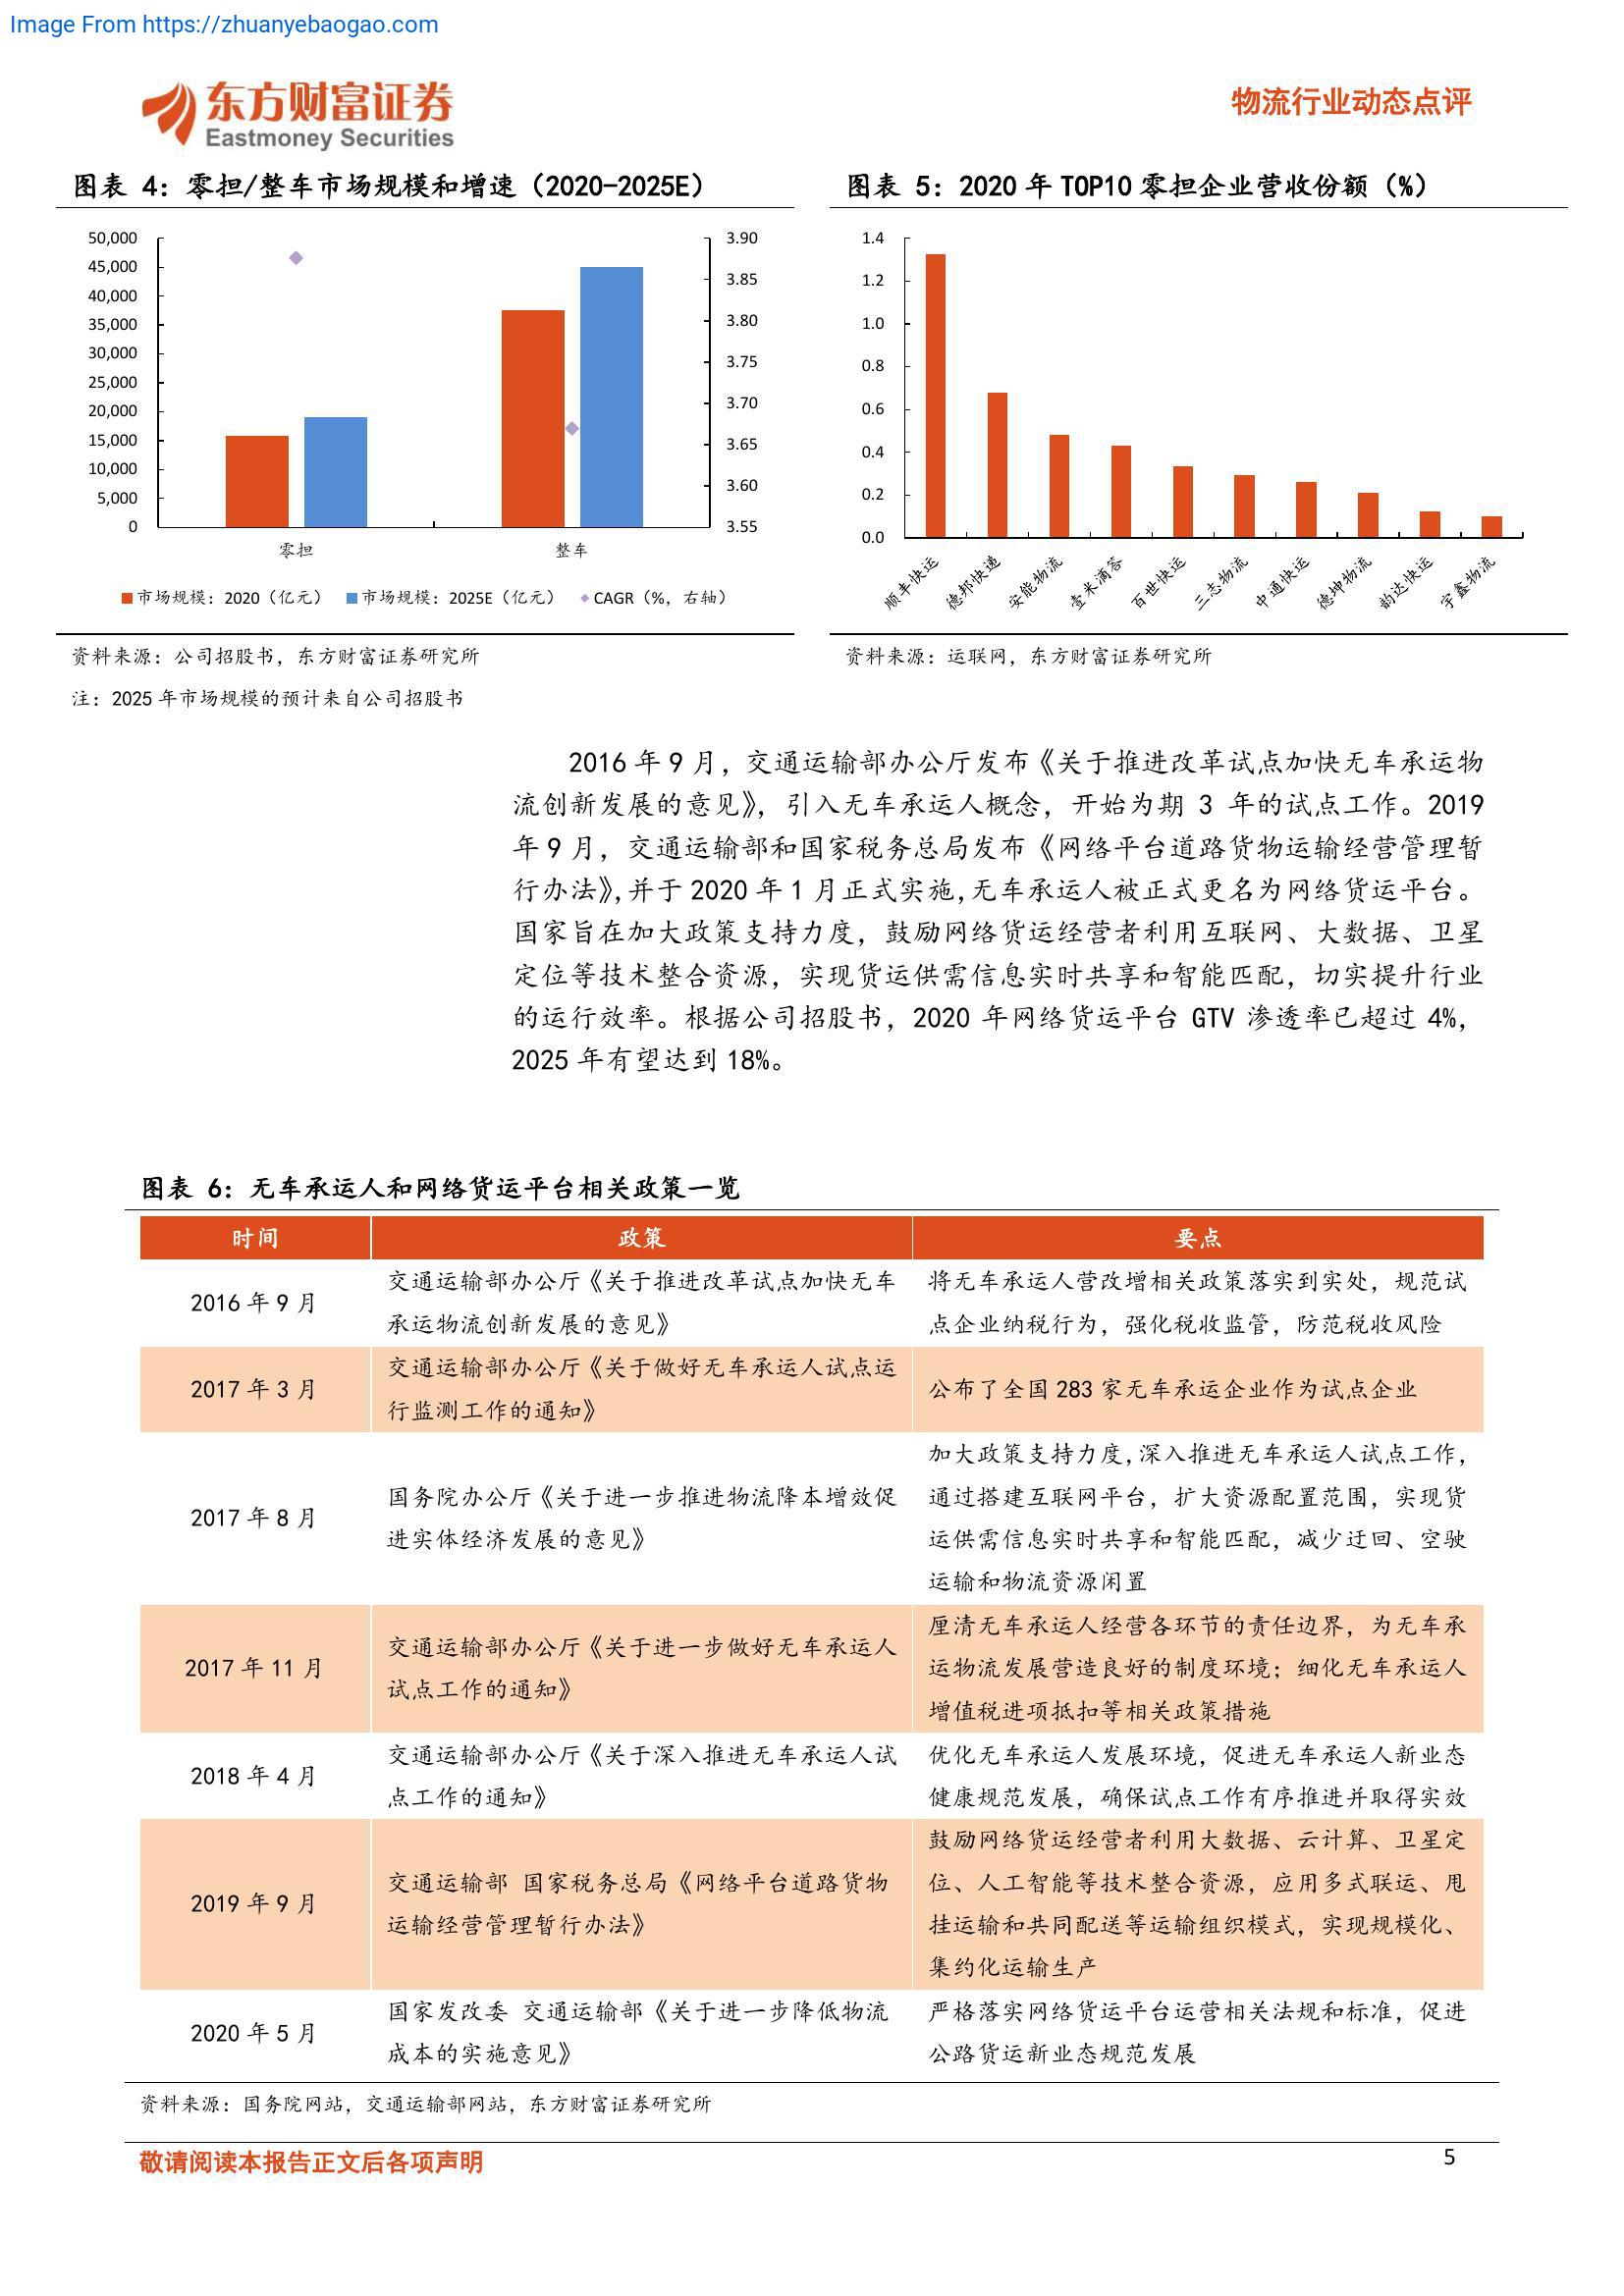 Image From https://zhuanyebaogao.com
东方财富证券
Eastmoney Securities
物流行业动态点评
图表 4：零担/整车市场规模和增速（2020-2025E）
50,000
45,000
40,000
35,000
30,000
25,000
20,000
15,000
10,000
5,000
0
3.90
3.85
3.80
3.75
3.70
3.65
3.60
3.55
零担
整车
市场规模：2020（亿元）
市场规模：2025E（亿元）
CAGR（%，右轴）
资料来源：公司招股书，东方财富证券研究所
注：2025 年市场规模的预计来自公司招股书
图表 5：2020 年 TOP10 零担企业营收份额（%）
1.4
1.2
1.0
0.8
0.6
0.4
0.2
0.0
顺丰快运
德邦快递
安能物流
壹米滴答
百世快运
三志物流
中通快运
德坤物流
韵达快运
宇鑫物流
资料来源：运联网，东方财富证券研究所
2016 年 9 月，交通运输部办公厅发布《关于推进改革试点加快无车承运物
流创新发展的意见》，引入无车承运人概念，开始为期 3 年的试点工作。2019
年 9 月，交通运输部和国家税务总局发布《网络平台道路货物运输经营管理暂
行办法》，并于 2020 年 1 月正式实施，无车承运人被正式更名为网络货运平台。
国家旨在加大政策支持力度，鼓励网络货运经营者利用互联网、大数据、卫星
定位等技术整合资源，实现货运供需信息实时共享和智能匹配，切实提升行业
的运行效率。根据公司招股书，2020 年网络货运平台 GTV 渗透率已超过 4%，
2025 年有望达到 18%。
图表 6：无车承运人和网络货运平台相关政策一览
时间
政策
要点
2016 年 9 月
交通运输部办公厅《关于推进改革试点加快无车
承运物流创新发展的意见》
将无车承运人营改增相关政策落实到实处，规范试
点企业纳税行为，强化税收监管，防范税收风险
2017 年 3 月
交通运输部办公厅《关于做好无车承运人试点运
行监测工作的通知》
公布了全国 283 家无车承运企业作为试点企业
2017 年 8 月
国务院办公厅《关于进一步推进物流降本增效促
进实体经济发展的意见》
加大政策支持力度，深入推进无车承运人试点工作，
通过搭建互联网平台，扩大资源配置范围，实现货
运供需信息实时共享和智能匹配，减少迂回、空驶
运输和物流资源闲置
2017 年 11 月
交通运输部办公厅《关于进一步做好无车承运人
试点工作的通知》
厘清无车承运人经营各环节的责任边界，为无车承
运物流发展营造良好的制度环境；细化无车承运人
增值税进项抵扣等相关政策措施
2018 年 4 月
交通运输部办公厅《关于深入推进无车承运人试
点工作的通知》
优化无车承运人发展环境，促进无车承运人新业态
健康规范发展，确保试点工作有序推进并取得实效
2019 年 9 月
交通运输部 国家税务总局《网络平台道路货物
运输经营管理暂行办法》
鼓励网络货运经营者利用大数据、云计算、卫星定
位、人工智能等技术整合资源，应用多式联运、甩
挂运输和共同配送等运输组织模式，实现规模化、
集约化运输生产
2020 年 5 月
国家发改委 交通运输部《关于进一步降低物流
成本的实施意见》
严格落实网络货运平台运营相关法规和标准，促进
公路货运新业态规范发展
资料来源：国务院网站，交通运输部网站，东方财富证券研究所
敬请阅读本报告正文后各项声明
5